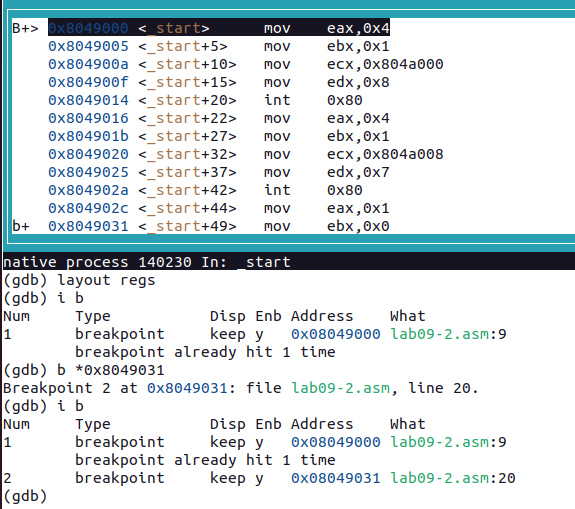 B+> 0x8049000 <_start> mov eax,0x4
0x8049005 <_start+5> mov ebx,0x1
0x804900a <_start+10> mov ecx,0x804a000
0x804900f <_start+15> mov edx,0x8
0x8049014 <_start+20> int 0x80
0x8049016 <_start+22> mov eax,0x4
0x804901b <_start+27> mov ebx,0x1
0x8049020 <_start+32> mov ecx,0x804a008
0x8049025 <_start+37> mov edx,0x7
0x804902a <_start+42> int 0x80
0x804902c <_start+44> mov eax,0x1
b+ 0x8049031 <_start+49> mov ebx,0x0
native process 140230 In: _start
(gdb) layout regs
(gdb) i b
Num Type Disp Enb Address What
1 breakpoint keep y 0x08049000 lab09-2.asm:9
breakpoint already hit 1 time
(gdb) b *0x8049031
Breakpoint 2 at 0x8049031: file lab09-2.asm, line 20.
(gdb) i b
Num Type Disp Enb Address What
1 breakpoint keep y 0x08049000 lab09-2.asm:9
breakpoint already hit 1 time
2 breakpoint keep y 0x08049031 lab09-2.asm:20
(gdb)